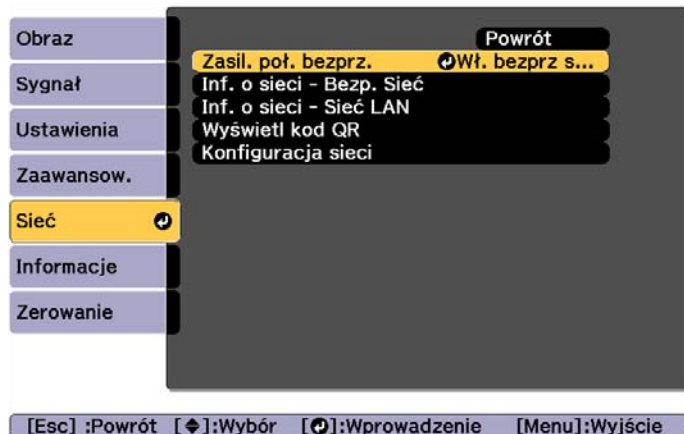 Obraz
Sygnał
Ustawienia
Zaawansow.
Sieć
Informacje
Zerowanie
Powrót
Zasil. poł. bezprz. Wł. bezprz s...
Inf. o sieci - Bezp. Sieć
Inf. o sieci - Sieć LAN
Wyświetl kod QR
Konfiguracja sieci
[Esc] :Powrót [◆]:Wybór [↵]:Wprowadzenie [Menu]:Wyjście